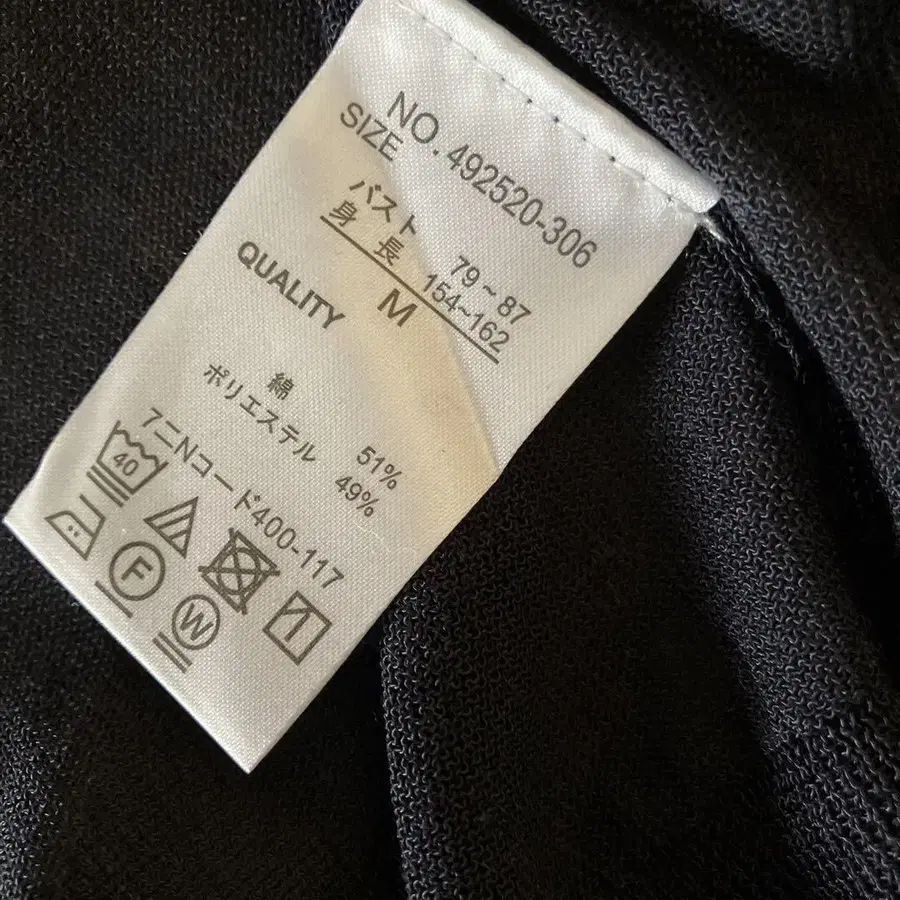 NO. 492520-306
SIZE
バスト 79~87
身長 154~162
M
QUALITY
綿 51%
ポリエステル 49%
7ニNコード400-117
40
F
W